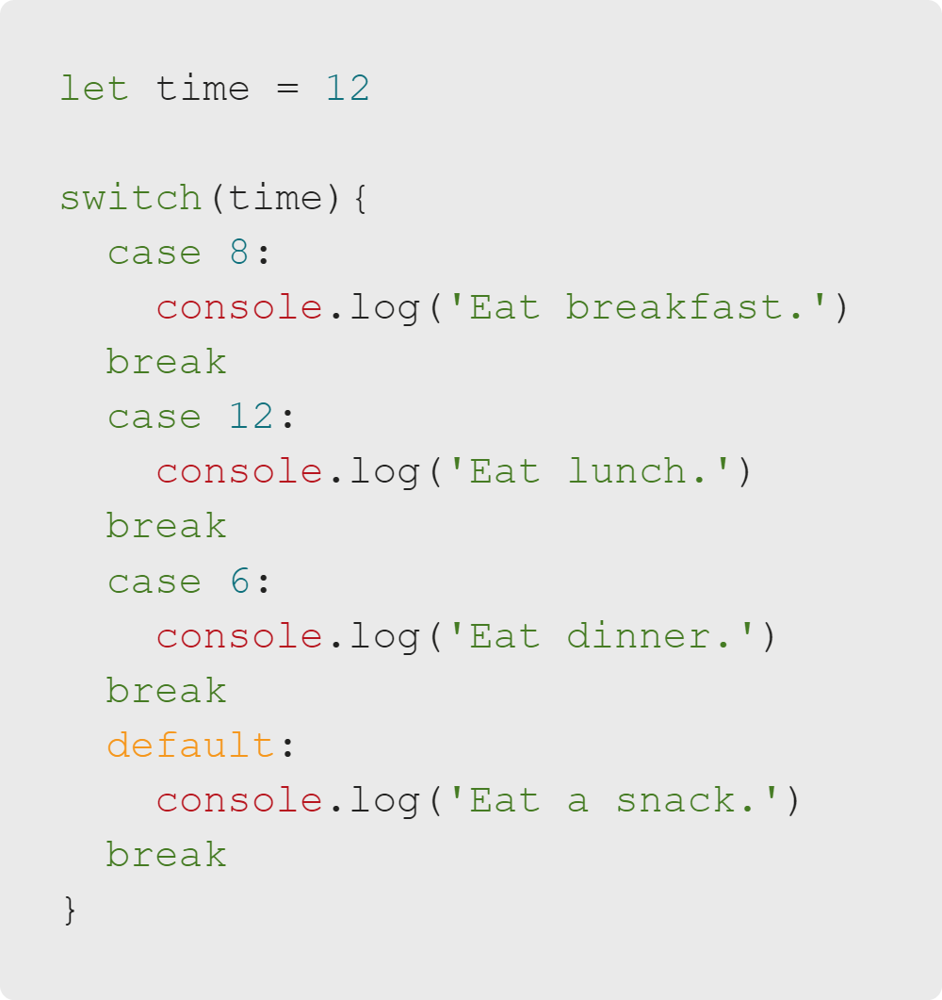 let time = 12
switch(time){
  case 8:
    console.log('Eat breakfast.')
  break
  case 12:
    console.log('Eat lunch.')
  break
  case 6:
    console.log('Eat dinner.')
  break
  default:
    console.log('Eat a snack.')
  break
}